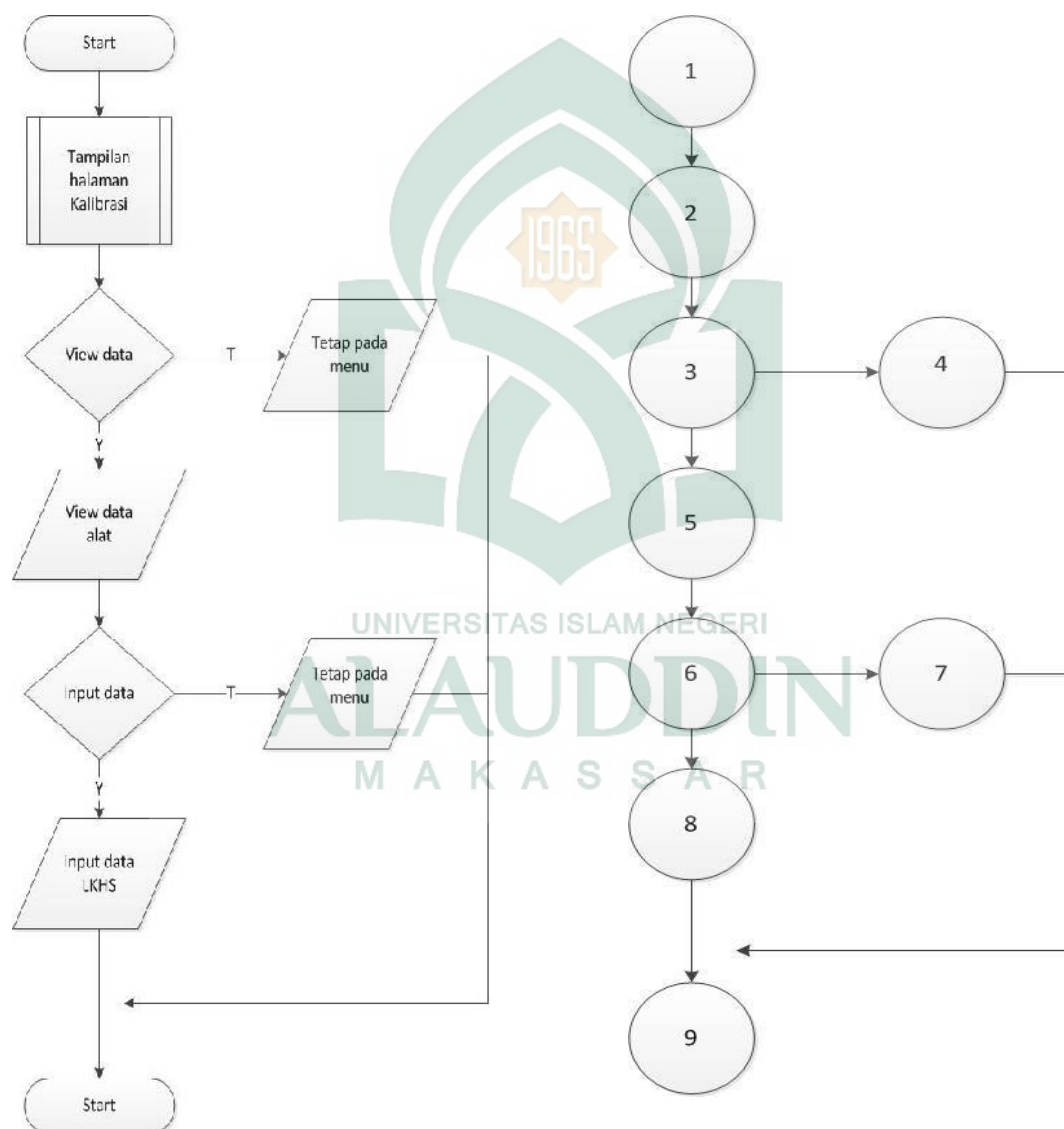 Start
Tampilan
halaman
Kalibrasi
View data
T
Tetap pada
menu
Y
View data
alat
Input data
T
Tetap pada
menu
Y
Input data
LKHS
Start
1
2
3
4
5
6
7
8
9
1965
UNIVERSITAS ISLAM NEGERI
ALAUDDIN
MAKASSAR